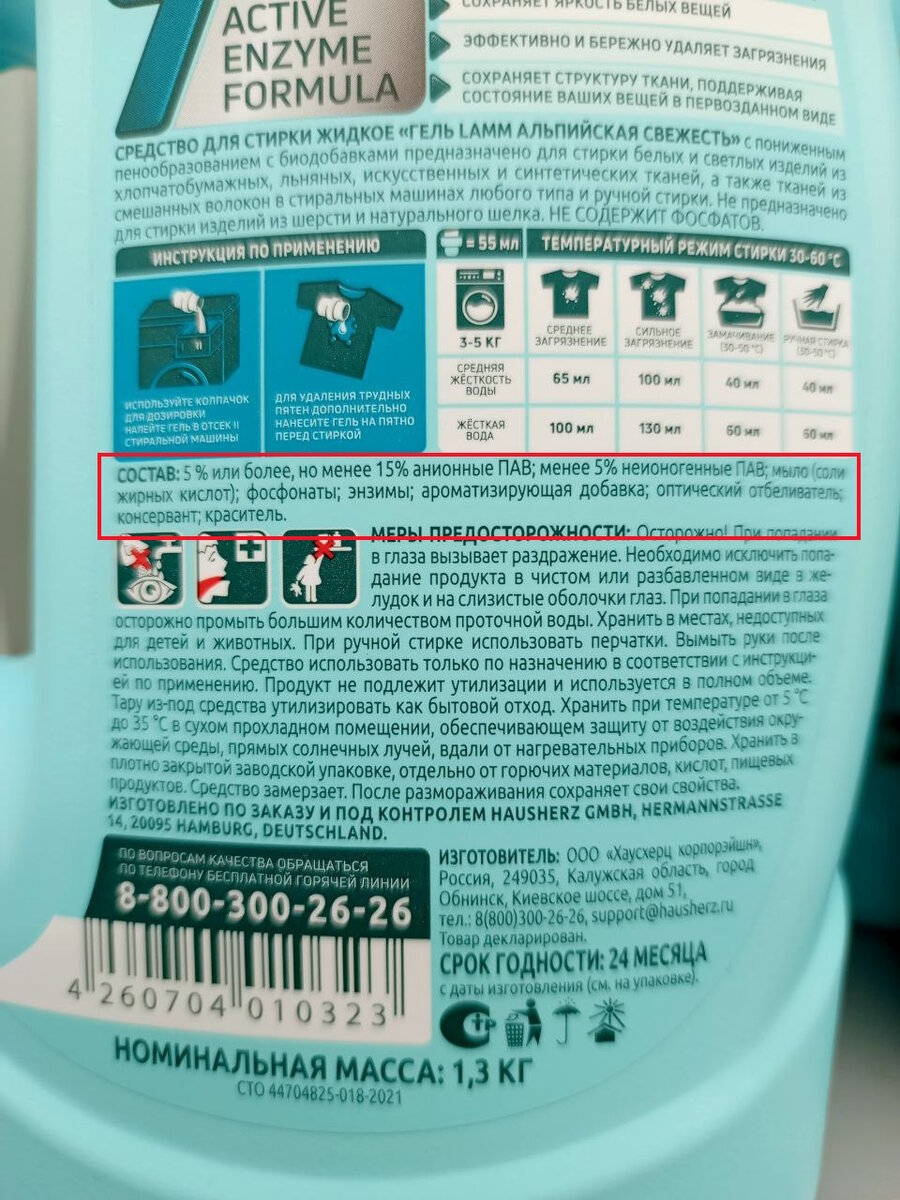 7
ACTIVE
ENZYME
FORMULA
СОХРАНЯЕТ ЯРКОСТЬ БЕЛЫХ ВЕЩЕЙ
ЭФФЕКТИВНО И БЕРЕЖНО УДАЛЯЕТ ЗАГРЯЗНЕНИЯ
СОХРАНЯЕТ СТРУКТУРУ ТКАНИ, ПОДДЕРЖИВАЯ
СОСТОЯНИЕ ВАШИХ ВЕЩЕЙ В ПЕРВОЗДАННОМ ВИДЕ
СРЕДСТВО ДЛЯ СТИРКИ ЖИДКОЕ «ГЕЛЬ LAMM АЛЬПИЙСКАЯ СВЕЖЕСТЬ» с пониженным
пенообразованием с биодобавками предназначено для стирки белых и светлых изделий из
хлопчатобумажных, льняных, искусственных и синтетических тканей, а также тканей из
смешанных волокон в стиральных машинах любого типа и ручной стирки. Не предназначено
для стирки изделий из шерсти и натурального шелка. НЕ СОДЕРЖИТ ФОСФАТОВ.
ИНСТРУКЦИЯ ПО ПРИМЕНЕНИЮ
II
ИСПОЛЬЗУЙТЕ КОЛПАЧОК
ДЛЯ ДОЗИРОВКИ
НАЛЕЙТЕ ГЕЛЬ В ОТСЕК II
СТИРАЛЬНОЙ МАШИНЫ
ДЛЯ УДАЛЕНИЯ ТРУДНЫХ
ПЯТЕН ДОПОЛНИТЕЛЬНО
НАНЕСИТЕ ГЕЛЬ НА ПЯТНО
ПЕРЕД СТИРКОЙ
= 55 МЛ ТЕМПЕРАТУРНЫЙ РЕЖИМ СТИРКИ 30-60 °C
3-5 КГ СРЕДНЕЕ ЗАГРЯЗНЕНИЕ СИЛЬНОЕ ЗАГРЯЗНЕНИЕ ЗАМАЧИВАНИЕ (30-50 °C) РУЧНАЯ СТИРКА (30-50 °C)
СРЕДНЯЯ ЖЁСТКОСТЬ ВОДЫ 65 мл 100 мл 40 мл 40 мл
ЖЁСТКАЯ ВОДА 100 мл 130 мл 60 мл 60 мл
СОСТАВ: 5 % или более, но менее 15% анионные ПАВ; менее 5% неионогенные ПАВ; мыло (соли
жирных кислот); фосфонаты; энзимы; ароматизирующая добавка; оптический отбеливатель;
консервант; краситель.
МЕРЫ ПРЕДОСТОРОЖНОСТИ: Осторожно! При попадании
в глаза вызывает раздражение. Необходимо исключить попа-
дание продукта в чистом или разбавленном виде в же-
лудок и на слизистые оболочки глаз. При попадании в глаза
осторожно промыть большим количеством проточной воды. Хранить в местах, недоступных
для детей и животных. При ручной стирке использовать перчатки. Вымыть руки после
использования. Средство использовать только по назначению в соответствии с инструкци-
ей по применению. Продукт не подлежит утилизации и используется в полном объеме.
Тару из-под средства утилизировать как бытовой отход. Хранить при температуре от 5 °C
до 35 °C в сухом прохладном помещении, обеспечивающем защиту от воздействия окру-
жающей среды, прямых солнечных лучей, вдали от нагревательных приборов. Хранить в
плотно закрытой заводской упаковке, отдельно от горючих материалов, кислот, пищевых
продуктов. Средство замерзает. После размораживания сохраняет свои свойства.
ИЗГОТОВЛЕНО ПО ЗАКАЗУ И ПОД КОНТРОЛЕМ HAUSHERZ GMBH, HERMANNSTRASSE
14, 20095 HAMBURG, DEUTSCHLAND.
ПО ВОПРОСАМ КАЧЕСТВА ОБРАЩАТЬСЯ
ПО ТЕЛЕФОНУ БЕСПЛАТНОЙ ГОРЯЧЕЙ ЛИНИИ
8-800-300-26-26
4 260704 010323
ИЗГОТОВИТЕЛЬ: ООО «Хаусхерц корпорэйшн»,
Россия, 249035, Калужская область, город
Обнинск, Киевское шоссе, дом 51,
тел.: 8(800)300-26-26, support@hausherz.ru
Товар декларирован.
СРОК ГОДНОСТИ: 24 МЕСЯЦА
с даты изготовления (см. на упаковке).
НОМИНАЛЬНАЯ МАССА: 1,3 КГ
СТО 44704825-018-2021